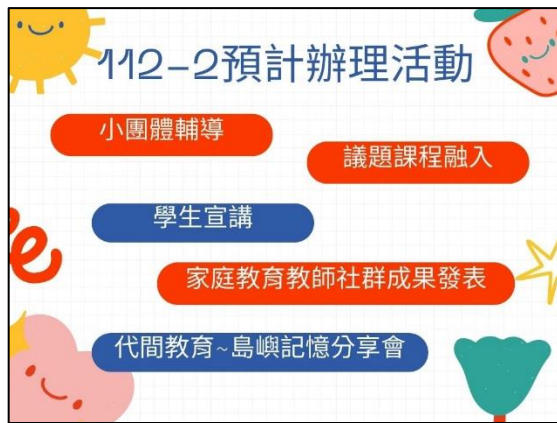 112-2預計辦理活動
小團體輔導
議題課程融入
學生宣講
家庭教育教師社群成果發表
代間教育~島嶼記憶分享會